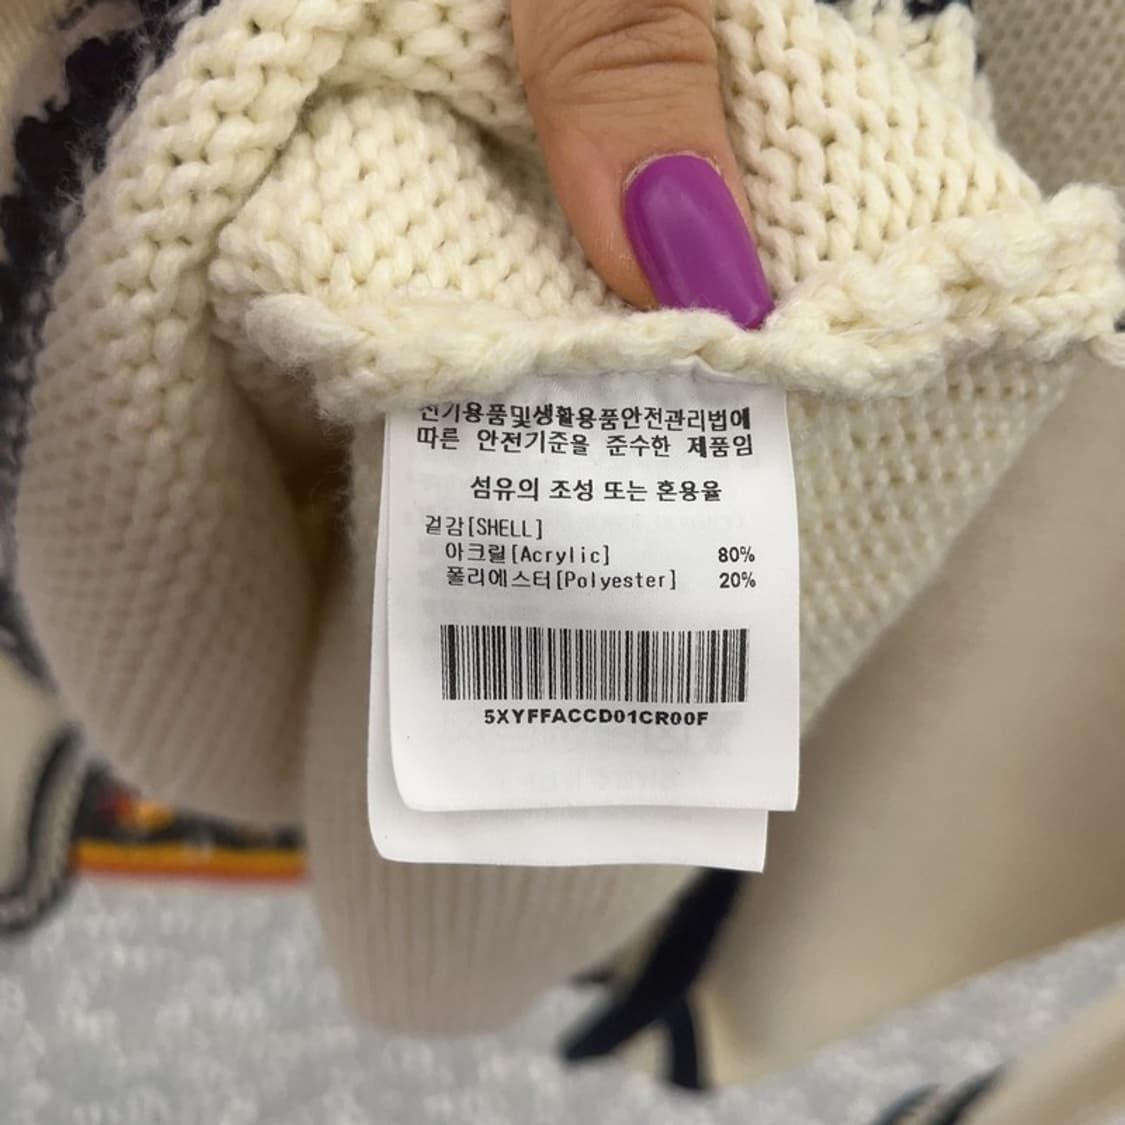 전기용품및생활용품안전관리법에
따른 안전기준을 준수한 제품임
섬유의 조성 또는 혼용율
겉감[SHELL]
아크릴[Acrylic] 80%
폴리에스터[Polyester] 20%
5XYFFACCD01CR00F